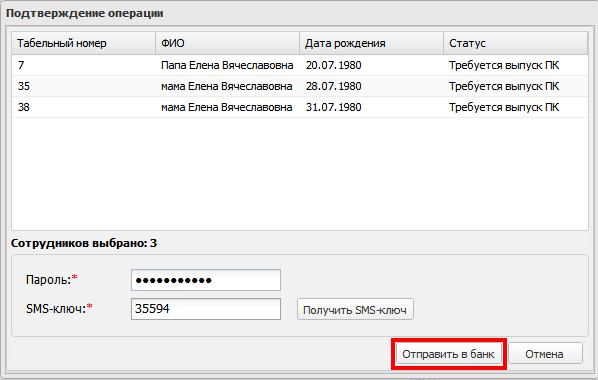 Подтверждение операции
Табельный номер ФИО Дата рождения Статус
7 Папа Елена Вячеславовна 20.07.1980 Требуется выпуск ПК
35 мама Елена Вячеславовна 28.07.1980 Требуется выпуск ПК
38 мама Елена Вячеславовна 31.07.1980 Требуется выпуск ПК
Сотрудников выбрано: 3
Пароль:* ●●●●●●●●●●●
SMS-ключ:* 35594 Получить SMS-ключ
Отправить в банк Отмена